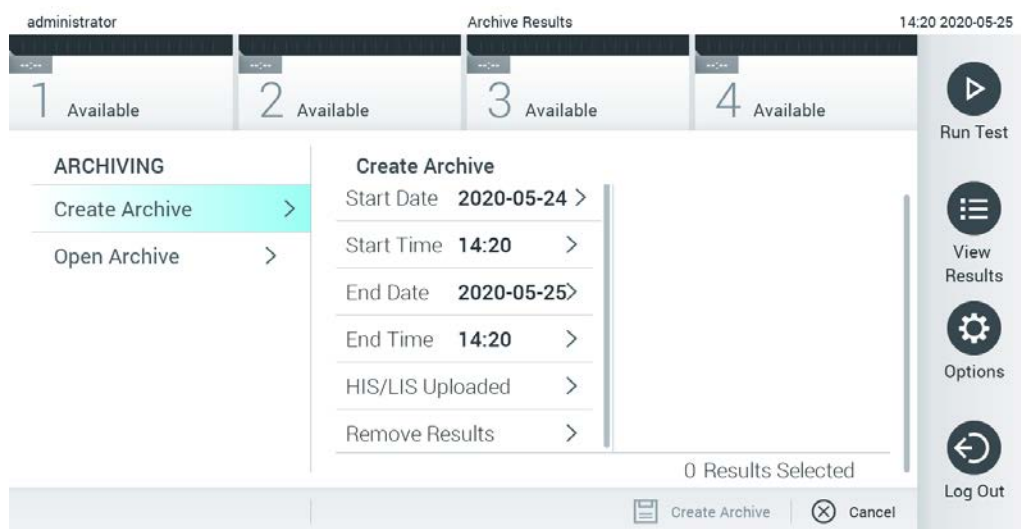 administrator
Archive Results
14:20 2020-05-25
--:--
1 Available
--:--
2 Available
--:--
3 Available
--:--
4 Available
ARCHIVING
Create Archive
Open Archive
Create Archive
Start Date 2020-05-24
Start Time 14:20
End Date 2020-05-25
End Time 14:20
HIS/LIS Uploaded
Remove Results
0 Results Selected
Create Archive
Cancel
Run Test
View
Results
Options
Log Out